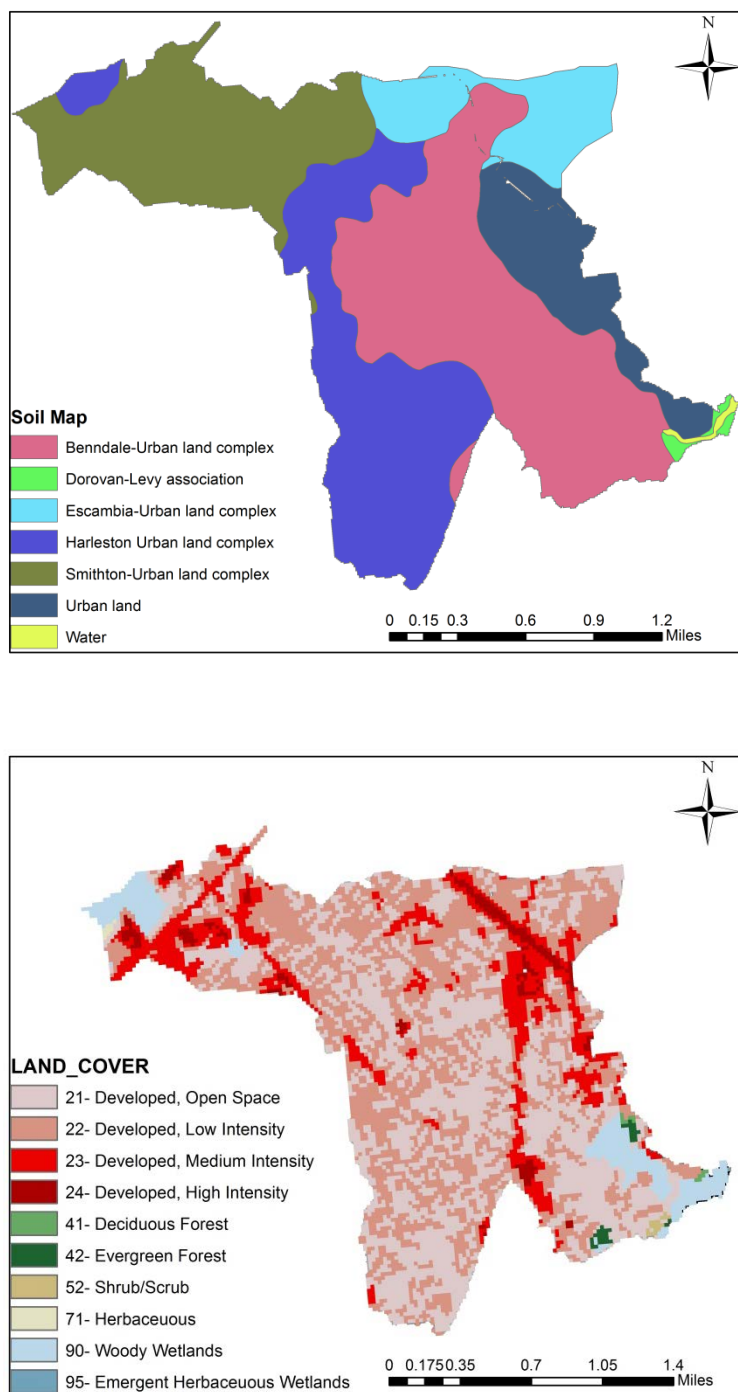 N
Soil Map
Benndale-Urban land complex
Dorovan-Levy association
Escambia-Urban land complex
Harleston Urban land complex
Smithton-Urban land complex
Urban land
Water
0 0.15 0.3 0.6 0.9 1.2
Miles
N
LAND_COVER
21- Developed, Open Space
22- Developed, Low Intensity
23- Developed, Medium Intensity
24- Developed, High Intensity
41- Deciduous Forest
42- Evergreen Forest
52- Shrub/Scrub
71- Herbaceuous
90- Woody Wetlands
95- Emergent Herbaceuous Wetlands
0 0.175 0.35 0.7 1.05 1.4
Miles